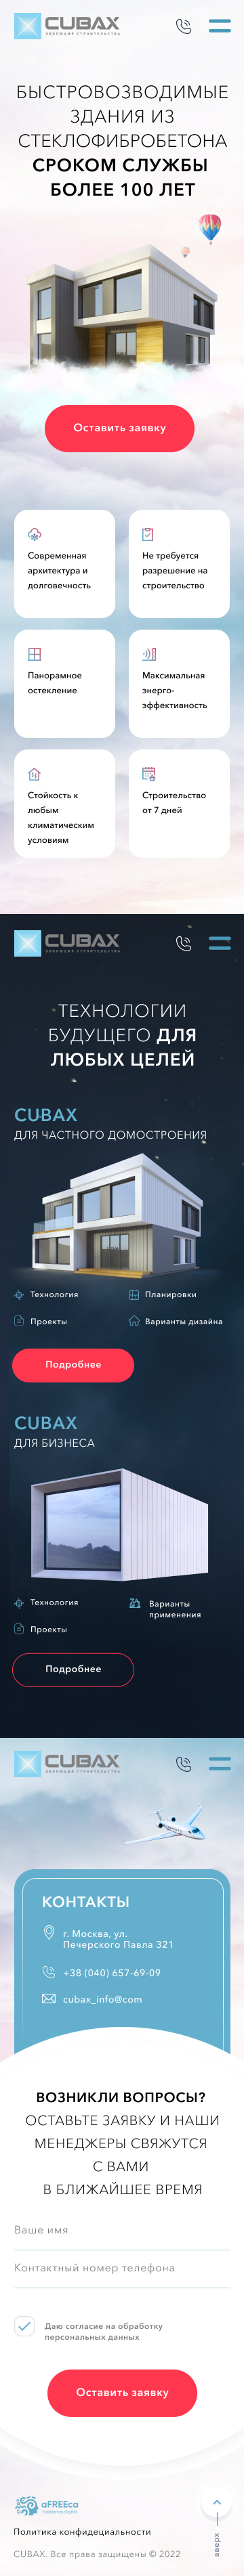 CUBAX
ЭВОЛЮЦИЯ СТРОИТЕЛЬСТВА
БЫСТРОВОЗВОДИМЫЕ
ЗДАНИЯ ИЗ
СТЕКЛОФИБРОБЕТОНА
СРОКОМ СЛУЖБЫ
БОЛЕЕ 100 ЛЕТ
Оставить заявку
Современная
архитектура и
долговечность
Не требуется
разрешение на
строительство
Панорамное
остекление
Максимальная
энерго-
эффективность
Стойкость к
любым
климатическим
условиям
Строительство
от 7 дней
CUBAX
ЭВОЛЮЦИЯ СТРОИТЕЛЬСТВА
ТЕХНОЛОГИИ
БУДУЩЕГО ДЛЯ
ЛЮБЫХ ЦЕЛЕЙ
CUBAX
ДЛЯ ЧАСТНОГО ДОМОСТРОЕНИЯ
Технология
Планировки
Проекты
Варианты дизайна
Подробнее
CUBAX
ДЛЯ БИЗНЕСА
Технология
Варианты
применения
Проекты
Подробнее
CUBAX
ЭВОЛЮЦИЯ СТРОИТЕЛЬСТВА
КОНТАКТЫ
г. Москва, ул.
Печерского Павла 321
+38 (040) 657-69-09
cubax_info@com
ВОЗНИКЛИ ВОПРОСЫ?
ОСТАВЬТЕ ЗАЯВКУ И НАШИ
МЕНЕДЖЕРЫ СВЯЖУТСЯ
С ВАМИ
В БЛИЖАЙШЕЕ ВРЕМЯ
Ваше имя
Контактный номер телефона
Даю согласие на обработку
персональных данных
Оставить заявку
aFREEca
вверх
Политика конфидециальности
CUBAX. Все права защищены © 2022